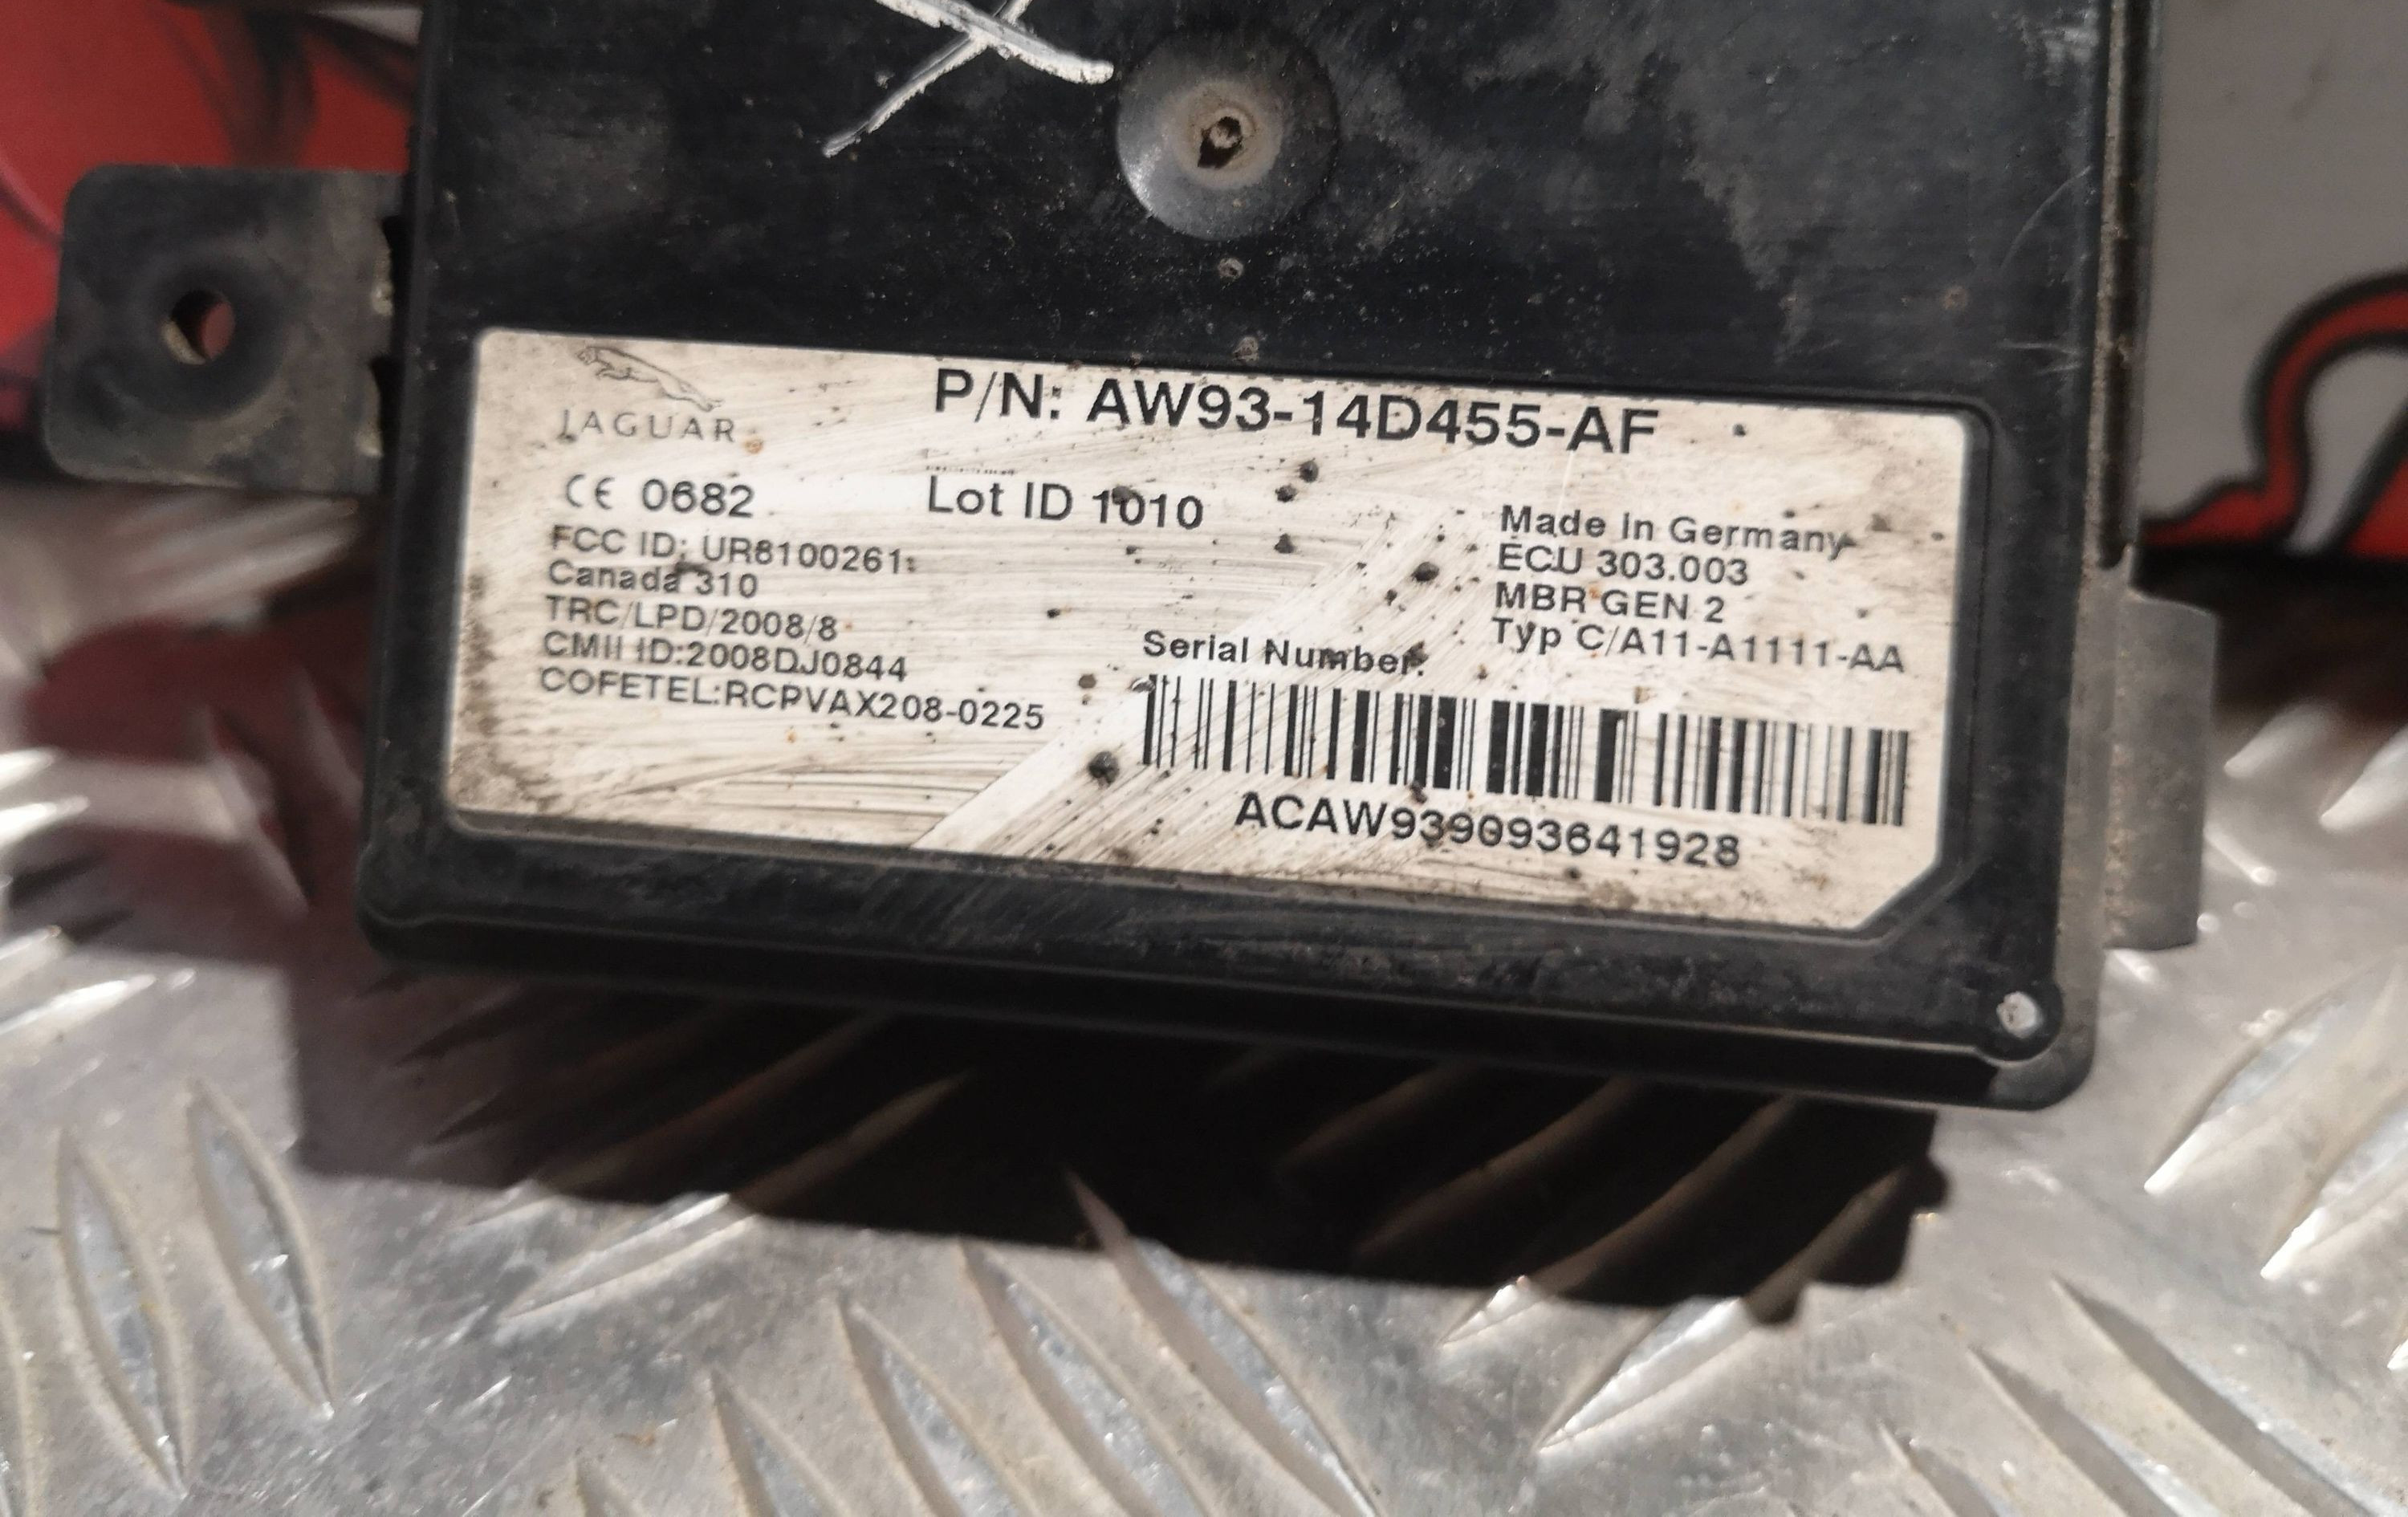 JAGUAR
P/N: AW93-14D455-AF
CE 0682
Lot ID 1010
FCC ID: UR8100261
Canada 310
TRC/LPD/2008/8
CMII ID:2008DJ0844
COFETEL:RCPVAX208-0225
Made in Germany
ECU 303.003
MBR GEN 2
Typ C/A11-A1111-AA
Serial Number:
ACAW939093641928